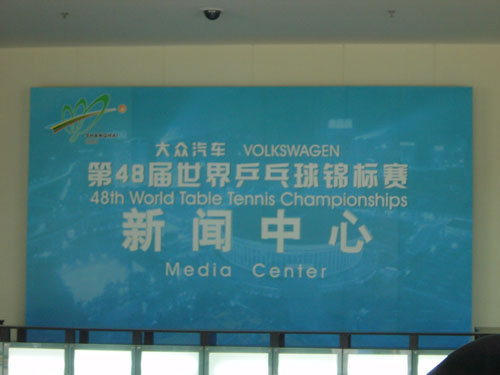 SHANGHAI
大众汽车 VOLKSWAGEN
第48届世界乒乓球锦标赛
48th World Table Tennis Championships
新闻中心
Media Center